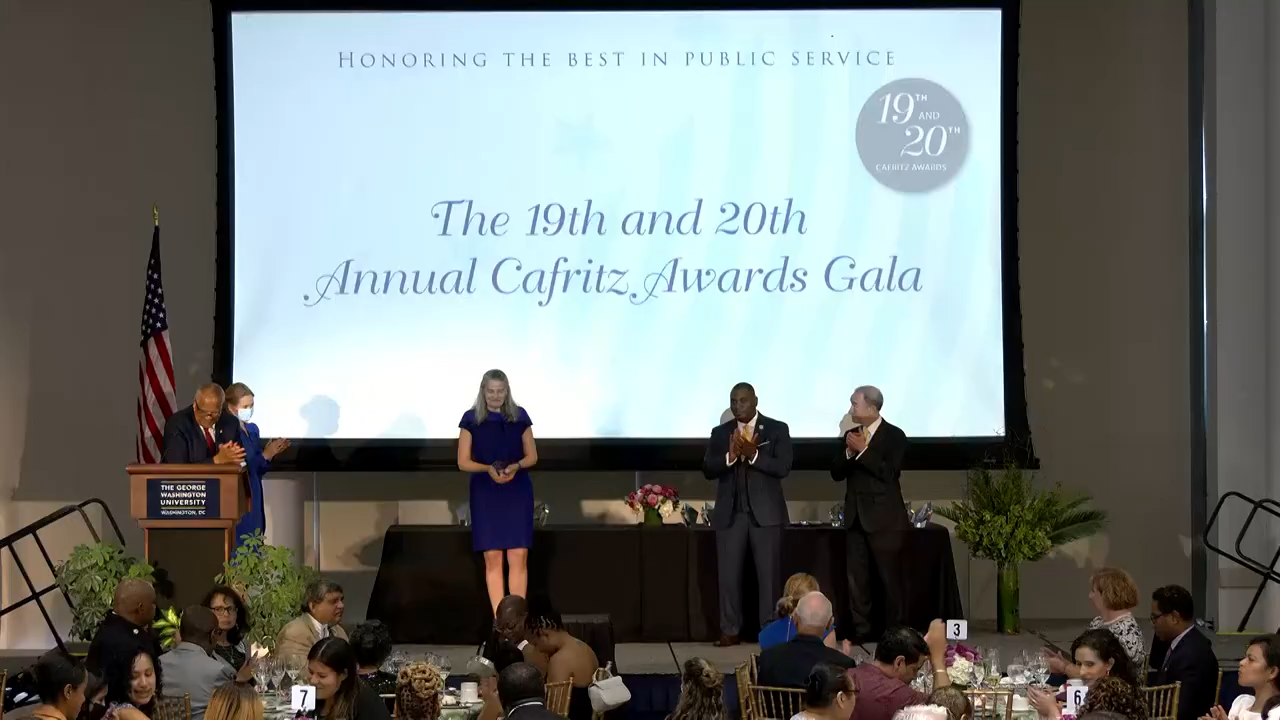 HONORING THE BEST IN PUBLIC SERVICE
19TH
AND
20TH
CAFRITZ AWARDS
The 19th and 20th
Annual Cafritz Awards Gala
THE GEORGE
WASHINGTON
UNIVERSITY
WASHINGTON, DC
3
7
6